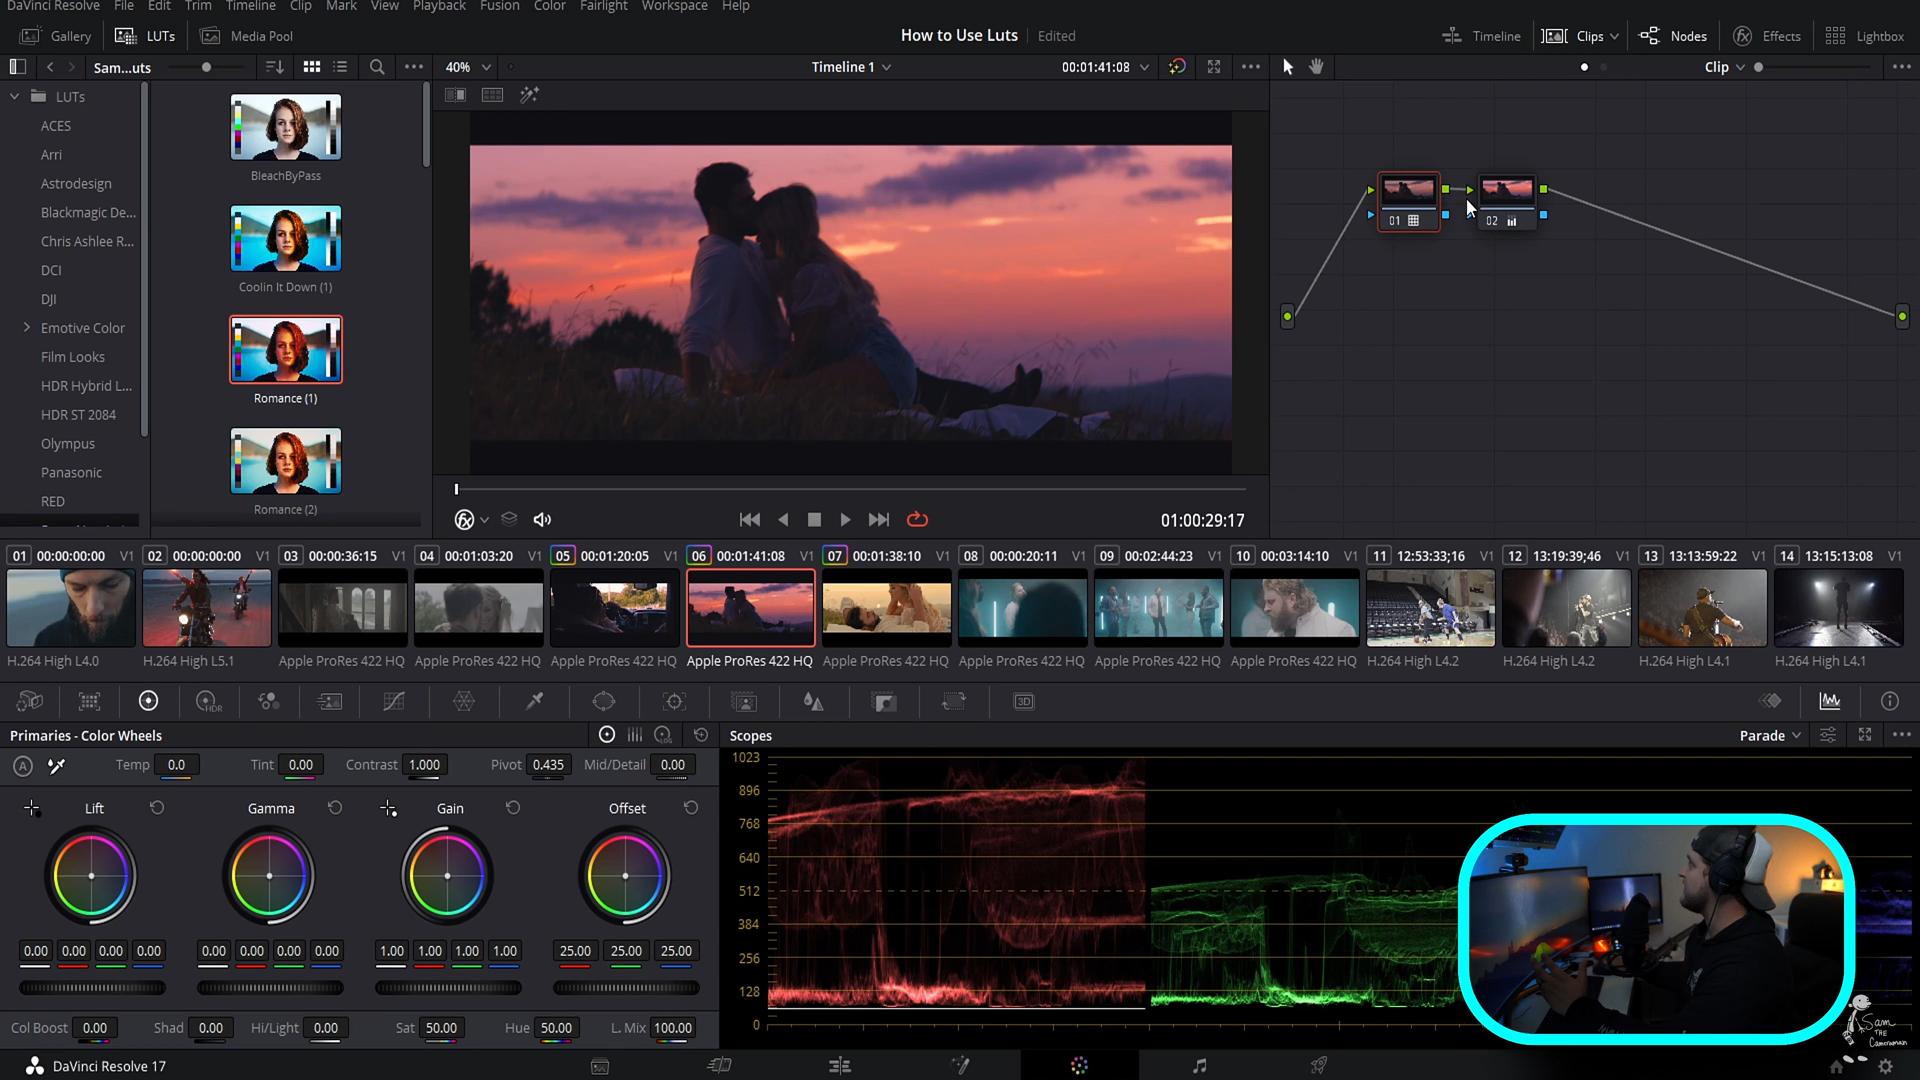 DaVinci Resolve File Edit Trim Timeline Clip Mark View Playback Fusion Color Fairlight Workspace Help
Gallery LUTs Media Pool How to Use Luts Edited Timeline Clips Nodes Effects Lightbox
Sam...uts 40% Timeline 1 00:01:41:08 Clip
LUTs
ACES
Arri
Astrodesign
Blackmagic De...
Chris Ashlee R...
DCI
DJI
Emotive Color
Film Looks
HDR Hybrid L...
HDR ST 2084
Olympus
Panasonic
RED
BleachByPass
Coolin It Down (1)
Romance (1)
Romance (2)
01
02
01:00:29:17
01 00:00:00:00 V1 02 00:00:00:00 V1 03 00:00:36:15 V1 04 00:01:03:20 V1 05 00:01:20:05 V1 06 00:01:41:08 V1 07 00:01:38:10 V1 08 00:00:20:11 V1 09 00:02:44:23 V1 10 00:03:14:10 V1 11 12:53:33;16 V1 12 13:19:39;46 V1 13 13:13:59:22 V1 14 13:15:13:08 V1
H.264 High L4.0 H.264 High L5.1 Apple ProRes 422 HQ Apple ProRes 422 HQ Apple ProRes 422 HQ Apple ProRes 422 HQ Apple ProRes 422 HQ Apple ProRes 422 HQ Apple ProRes 422 HQ Apple ProRes 422 HQ H.264 High L4.2 H.264 High L4.2 H.264 High L4.1 H.264 High L4.1
HDR 3D
Primaries - Color Wheels LOG
A Temp 0.0 Tint 0.00 Contrast 1.000 Pivot 0.435 Mid/Detail 0.00
Lift Gamma Gain Offset
0.00 0.00 0.00 0.00 0.00 0.00 0.00 0.00 1.00 1.00 1.00 1.00 25.00 25.00 25.00
Col Boost 0.00 Shad 0.00 Hi/Light 0.00 Sat 50.00 Hue 50.00 L. Mix 100.00
Scopes Parade
1023
896
768
640
512
384
256
128
0
Sam
THE
Cameraman
DaVinci Resolve 17